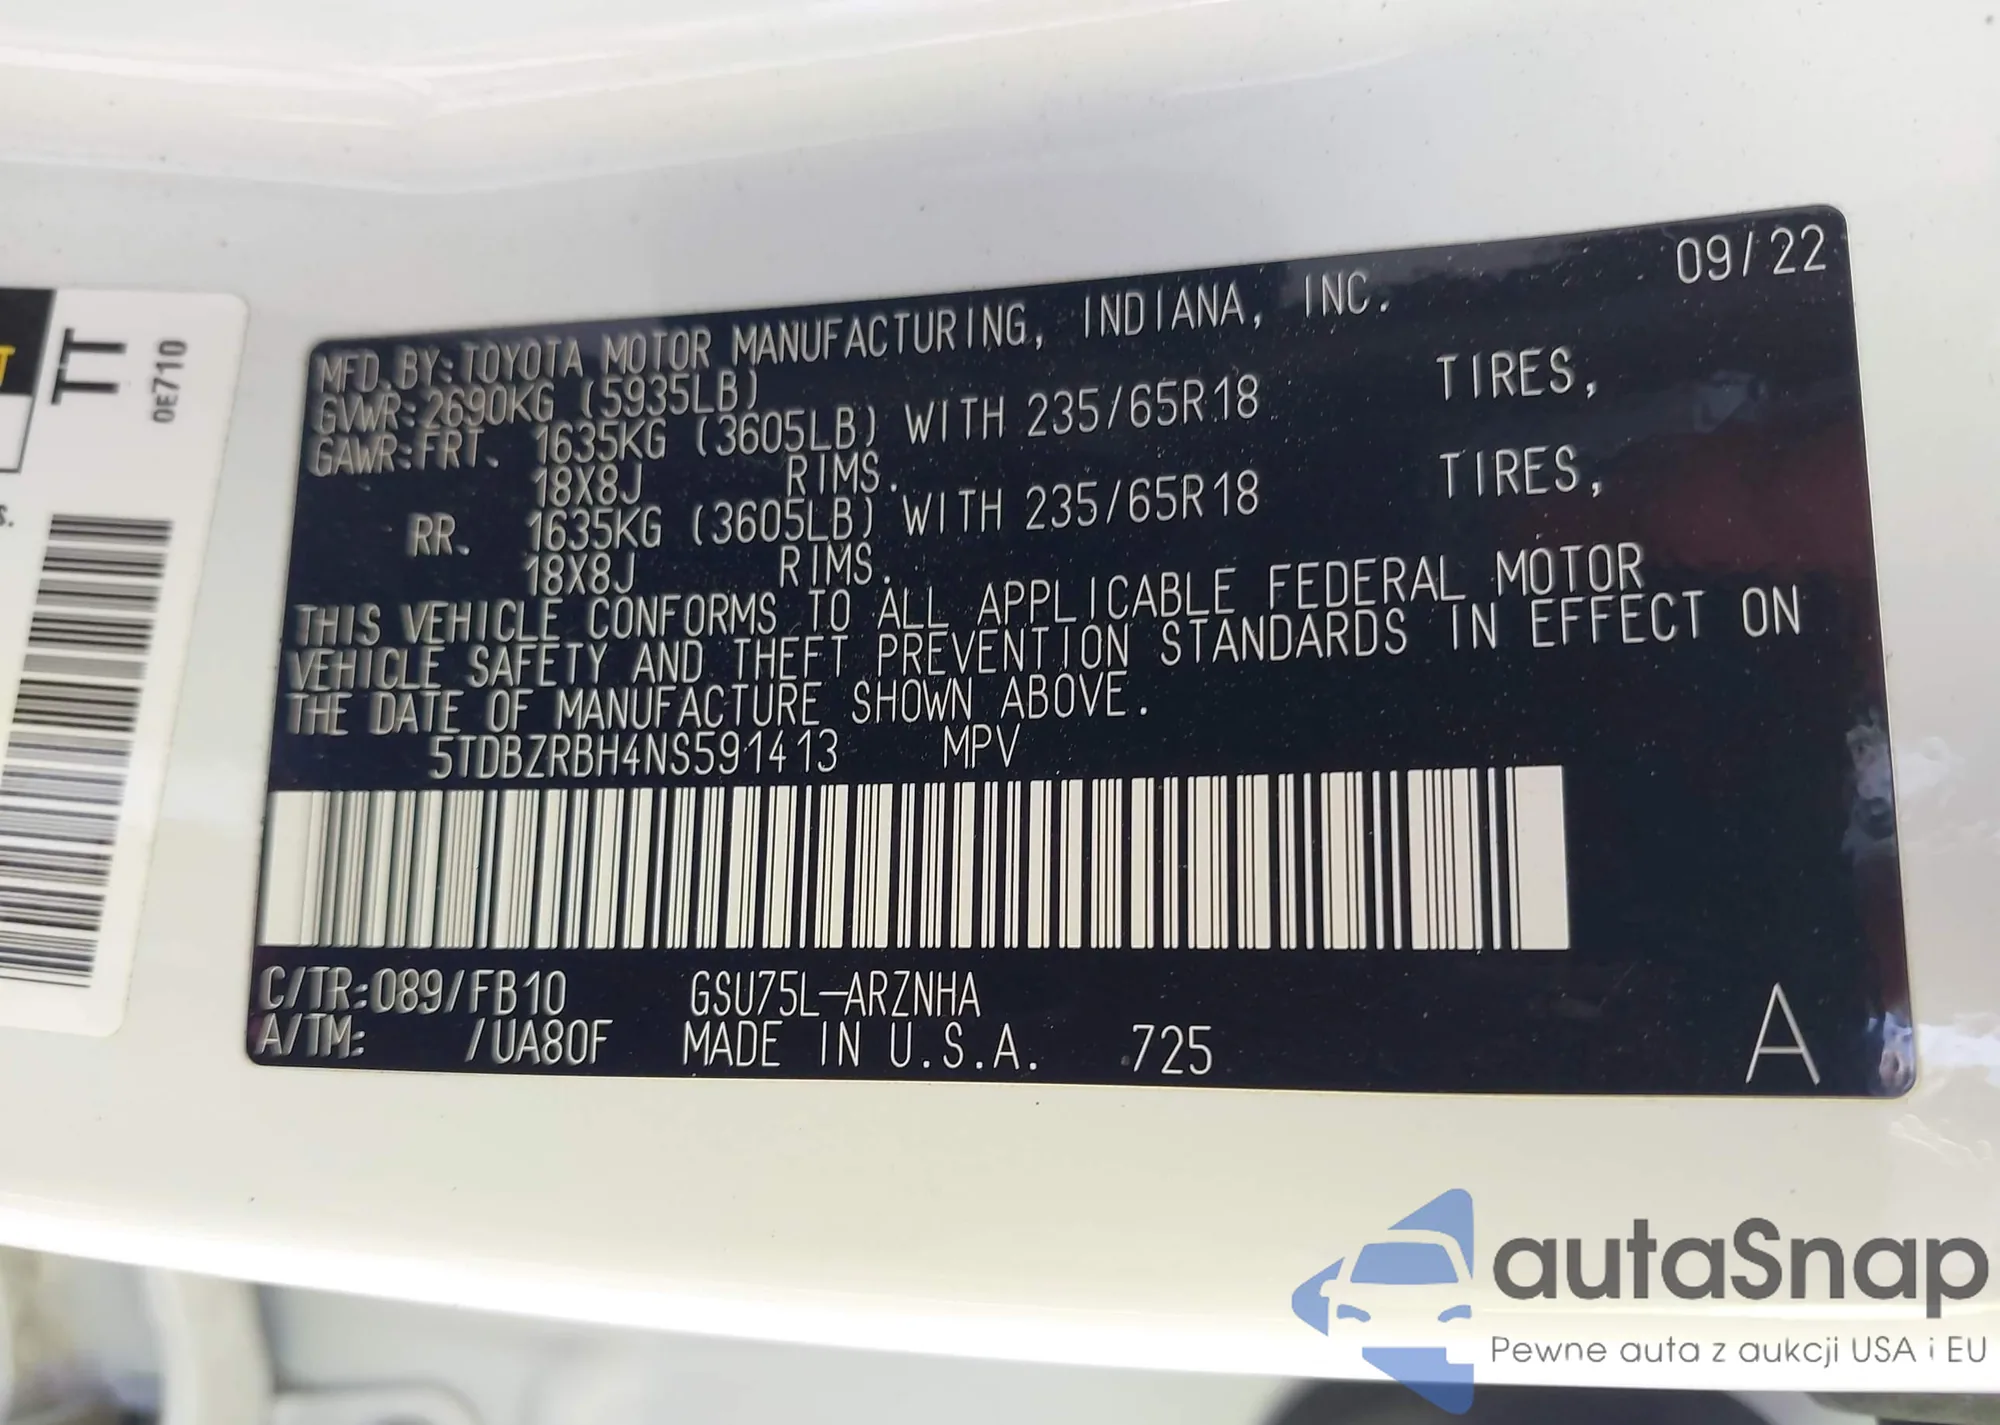 TT
0E710
S.
09/22
MFD.BY:TOYOTA MOTOR MANUFACTURING, INDIANA, INC.
GVWR:2690KG (5935LB)
GAWR:FRT. 1635KG (3605LB) WITH 235/65R18 TIRES,
18X8J RIMS.
RR. 1635KG (3605LB) WITH 235/65R18 TIRES,
18X8J RIMS.
THIS VEHICLE CONFORMS TO ALL APPLICABLE FEDERAL MOTOR
VEHICLE SAFETY AND THEFT PREVENTION STANDARDS IN EFFECT ON
THE DATE OF MANUFACTURE SHOWN ABOVE.
5TDBZRBH4NS591413 MPV
C/TR:089/FB10 GSU75L-ARZNHA
A/TM: /UA80F MADE IN U.S.A. 725 A
autaSnap
Pewne auta z aukcji USA i EU